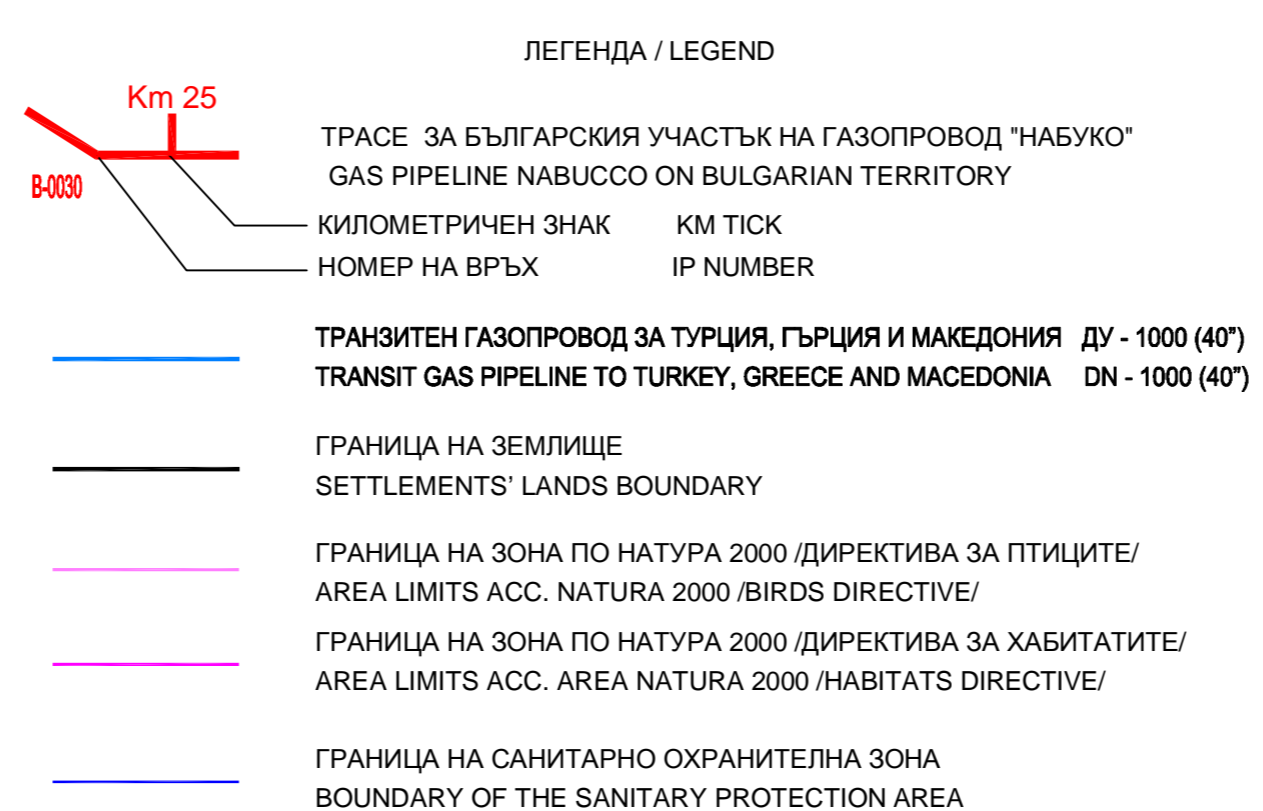 ЛЕГЕНДА / LEGEND
Km 25
ТРАСЕ ЗА БЪЛГАРСКИЯ УЧАСТЪК НА ГАЗОПРОВОД "НАБУКО"
B-0030
GAS PIPELINE NABUCCO ON BULGARIAN TERRITORY
КИЛОМЕТРИЧЕН ЗНАК KM TICK
НОМЕР НА ВРЪХ IP NUMBER
ТРАНЗИТЕН ГАЗОПРОВОД ЗА ТУРЦИЯ, ГЪРЦИЯ И МАКЕДОНИЯ ДУ - 1000 (40")
TRANSIT GAS PIPELINE TO TURKEY, GREECE AND MACEDONIA DN - 1000 (40")
ГРАНИЦА НА ЗЕМЛИЩЕ
SETTLEMENTS' LANDS BOUNDARY
ГРАНИЦА НА ЗОНА ПО НАТУРА 2000 /ДИРЕКТИВА ЗА ПТИЦИТЕ/
AREA LIMITS ACC. NATURA 2000 /BIRDS DIRECTIVE/
ГРАНИЦА НА ЗОНА ПО НАТУРА 2000 /ДИРЕКТИВА ЗА ХАБИТАТИТЕ/
AREA LIMITS ACC. AREA NATURA 2000 /HABITATS DIRECTIVE/
ГРАНИЦА НА САНИТАРНО ОХРАНИТЕЛНА ЗОНА
BOUNDARY OF THE SANITARY PROTECTION AREA